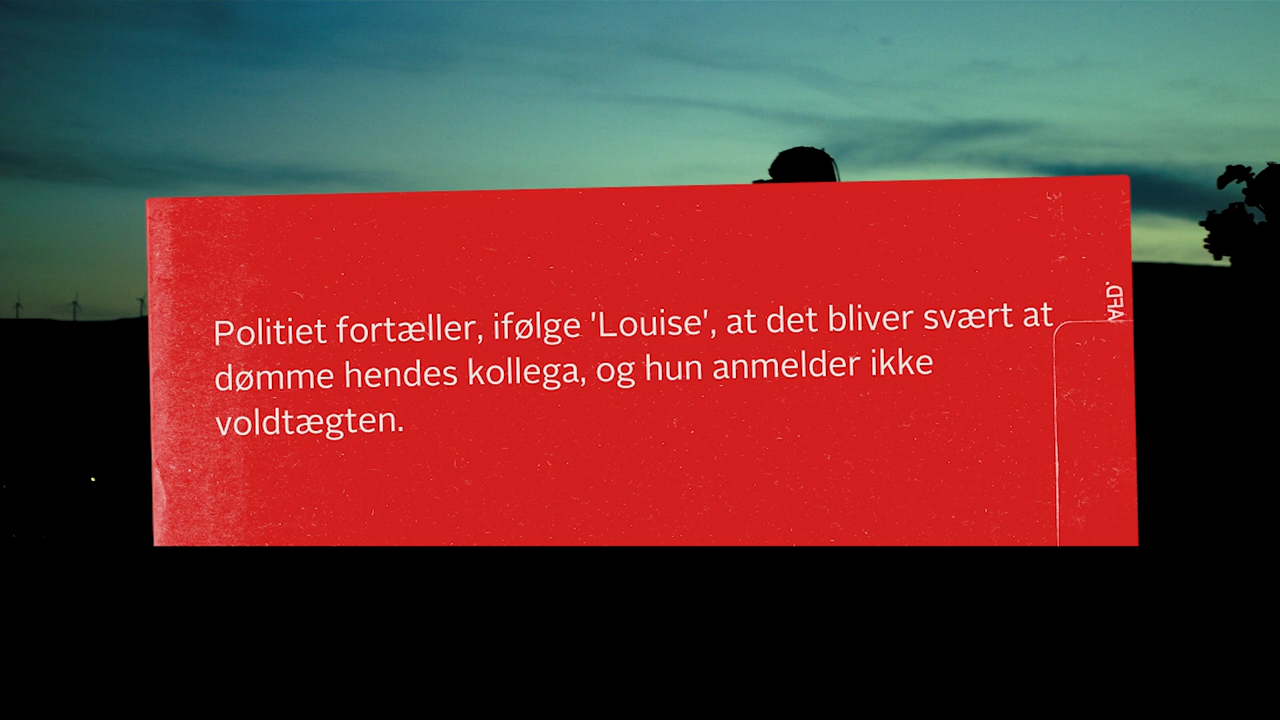 Politiet fortæller, ifølge 'Louise', at det bliver svært at
dømme hendes kollega, og hun anmelder ikke
voldtægten.